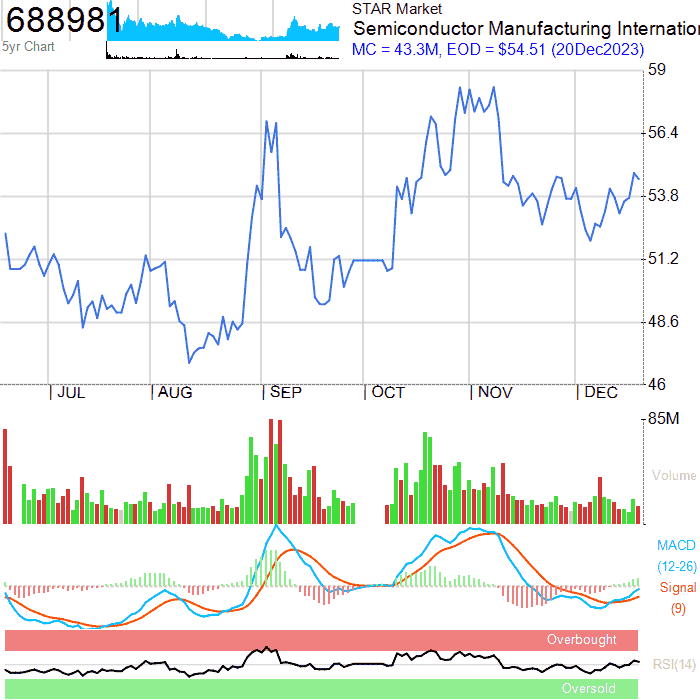 688981
5yr Chart
STAR Market
Semiconductor Manufacturing Internatio
MC = 43.3M, EOD = $54.51 (20Dec2023)
59
56.4
53.8
51.2
48.6
46
JUL AUG SEP OCT NOV DEC
85M
Volume
MACD
(12-26)
Signal
(9)
Overbought
RSI(14)
Oversold